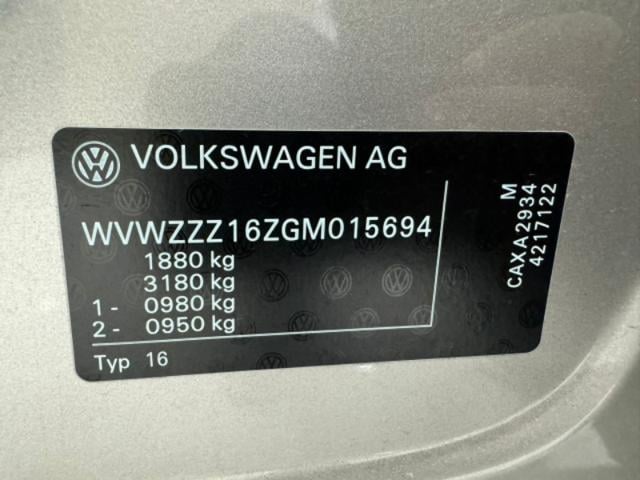 VOLKSWAGEN AG
WVWZZZ16ZGM015694
1880 kg
3180 kg
1 - 0980 kg
2 - 0950 kg
Typ 16
M
CAXA2934
4217122